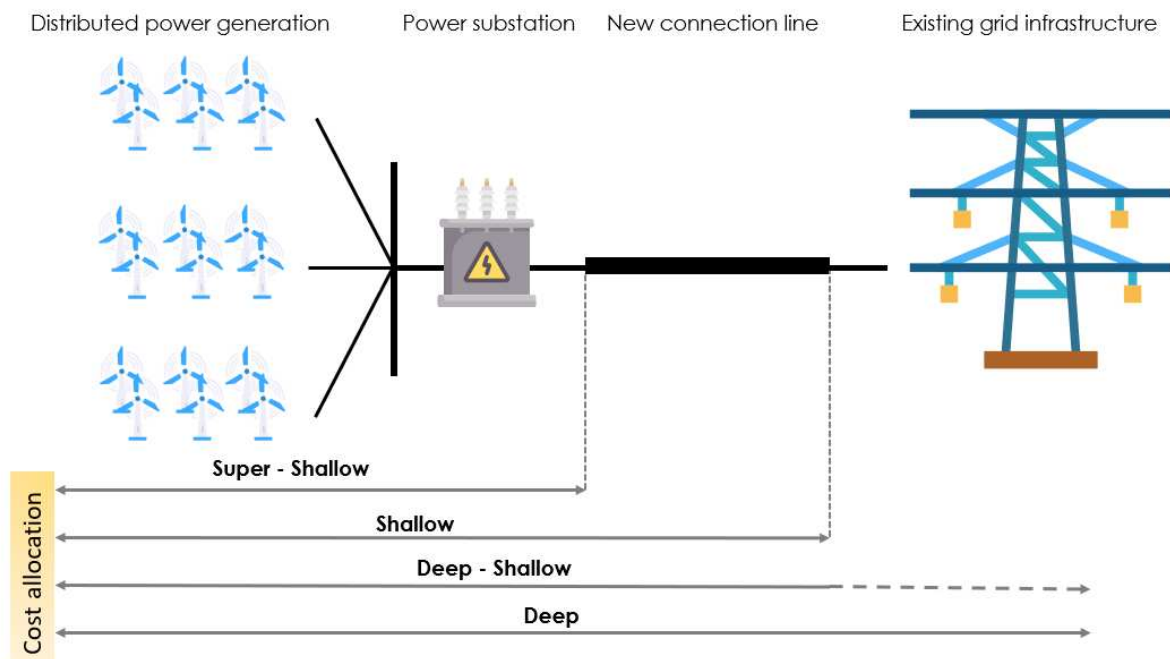 Distributed power generation
Power substation
New connection line
Existing grid infrastructure
Super - Shallow
Shallow
Deep - Shallow
Deep
Cost allocation